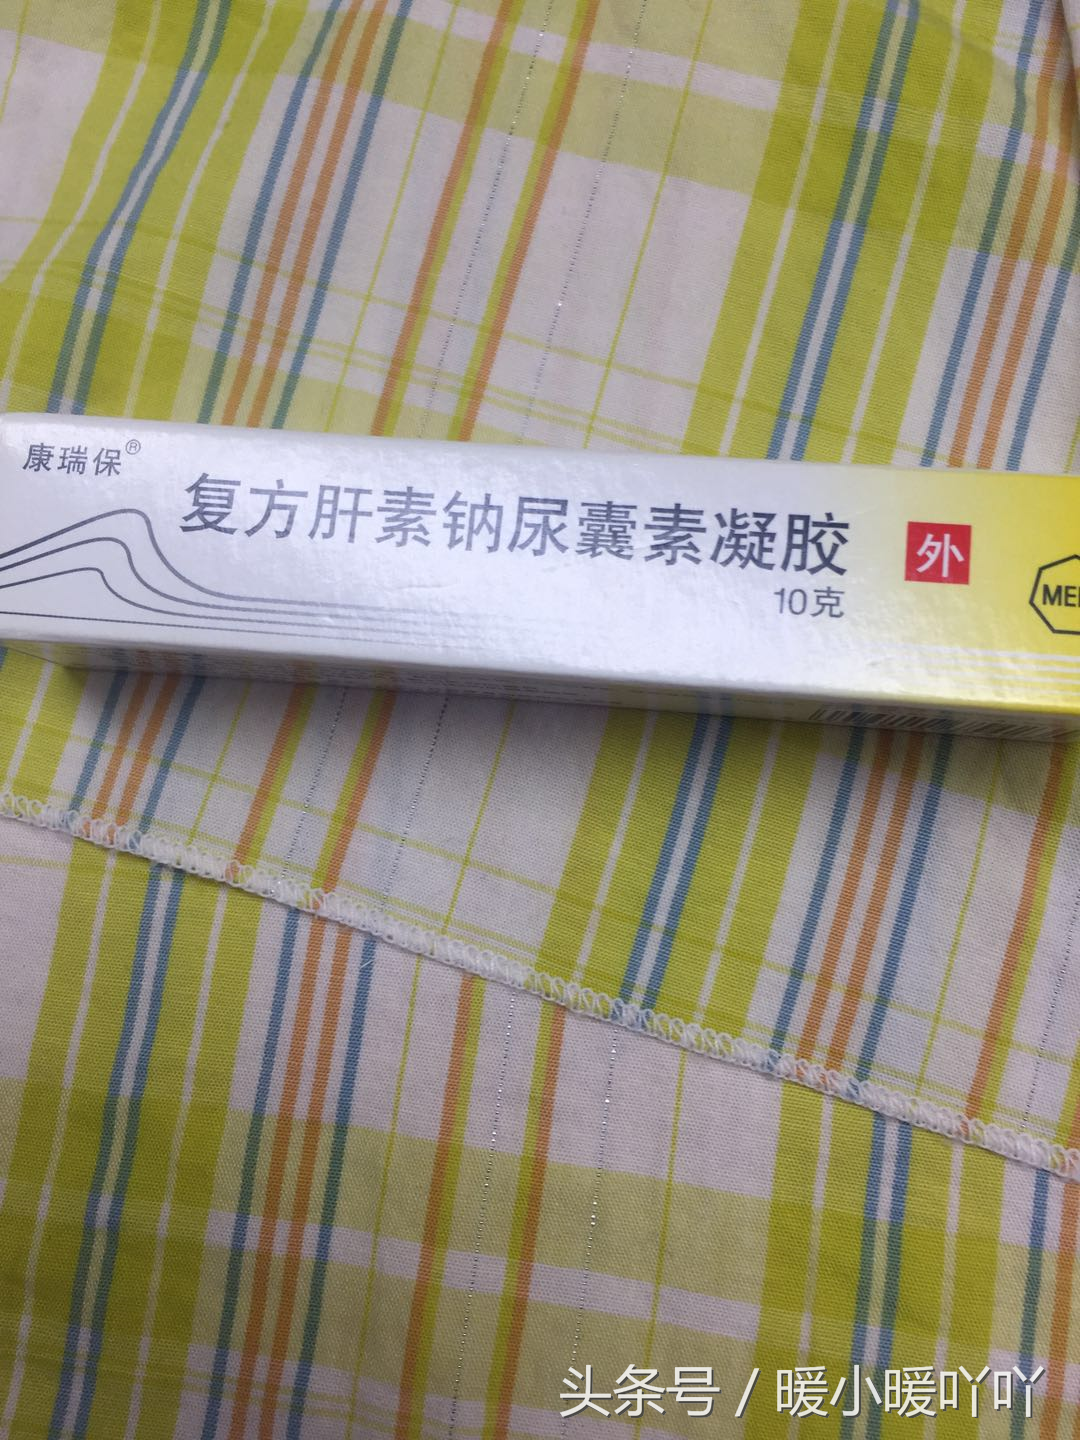 康瑞保®
复方肝素钠尿囊素凝胶
外
10克
头条号 / 暖小暖吖吖